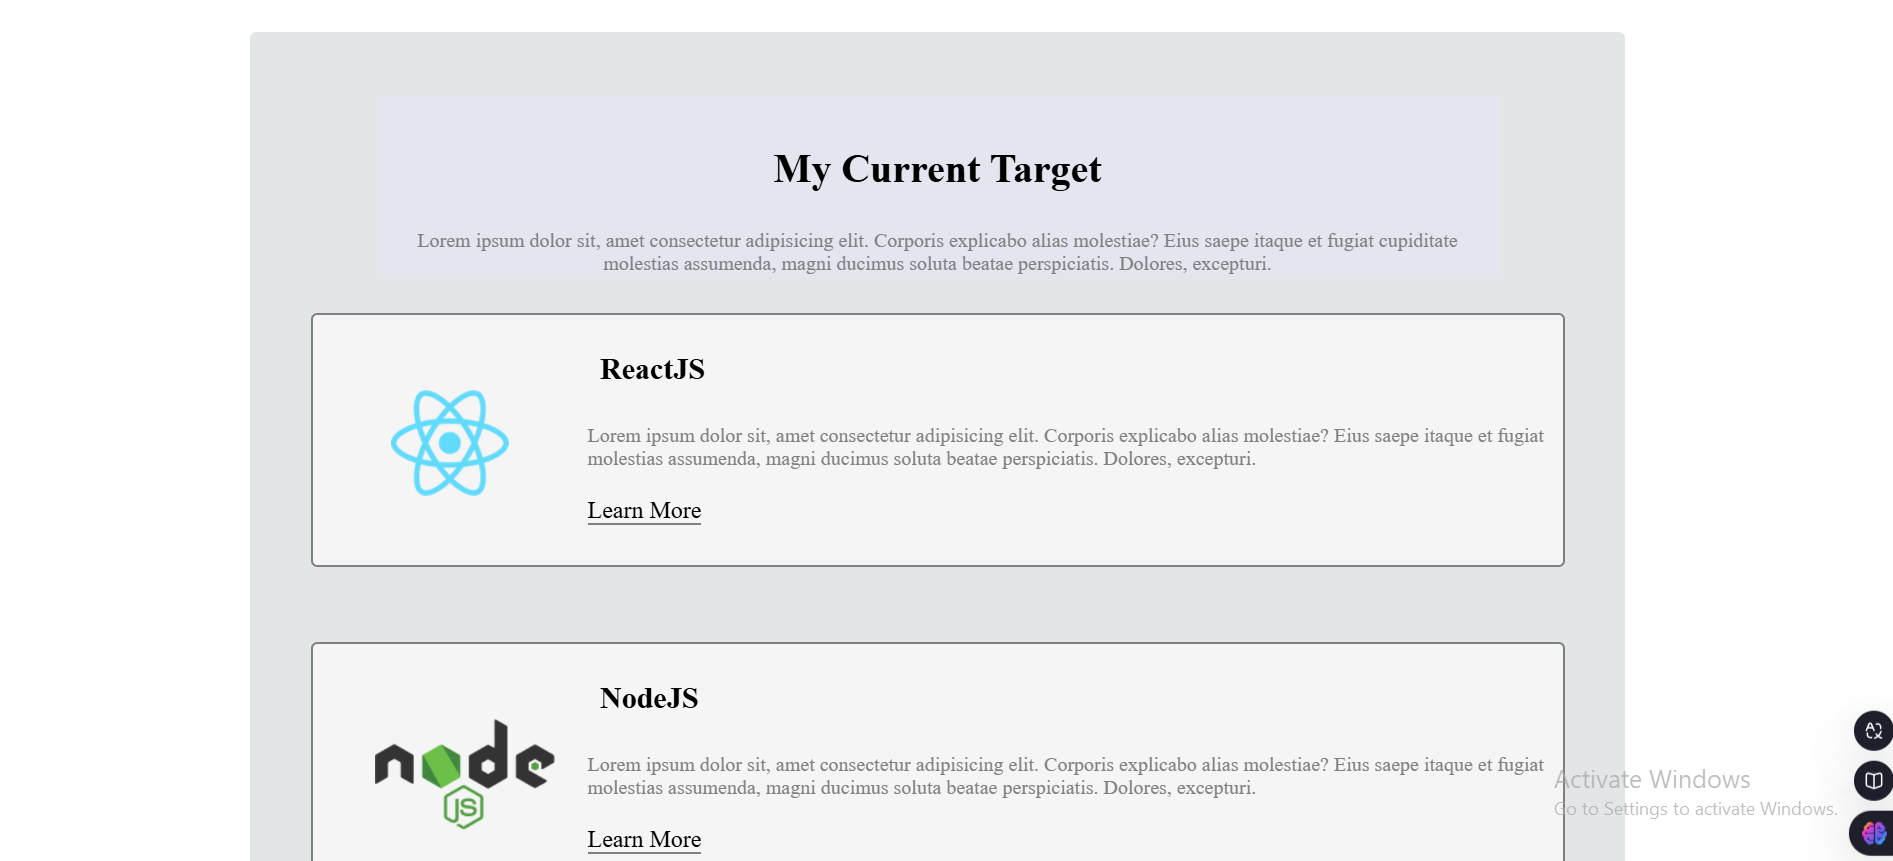 My Current Target
Lorem ipsum dolor sit, amet consectetur adipisicing elit. Corporis explicabo alias molestiae? Eius saepe itaque et fugiat cupiditate
molestias assumenda, magni ducimus soluta beatae perspiciatis. Dolores, excepturi.
ReactJS
Lorem ipsum dolor sit, amet consectetur adipisicing elit. Corporis explicabo alias molestiae? Eius saepe itaque et fugiat
molestias assumenda, magni ducimus soluta beatae perspiciatis. Dolores, excepturi.
Learn More
NodeJS
node
JS
Lorem ipsum dolor sit, amet consectetur adipisicing elit. Corporis explicabo alias molestiae? Eius saepe itaque et fugiat
molestias assumenda, magni ducimus soluta beatae perspiciatis. Dolores, excepturi.
Learn More
Activate Windows
Go to Settings to activate Windows.